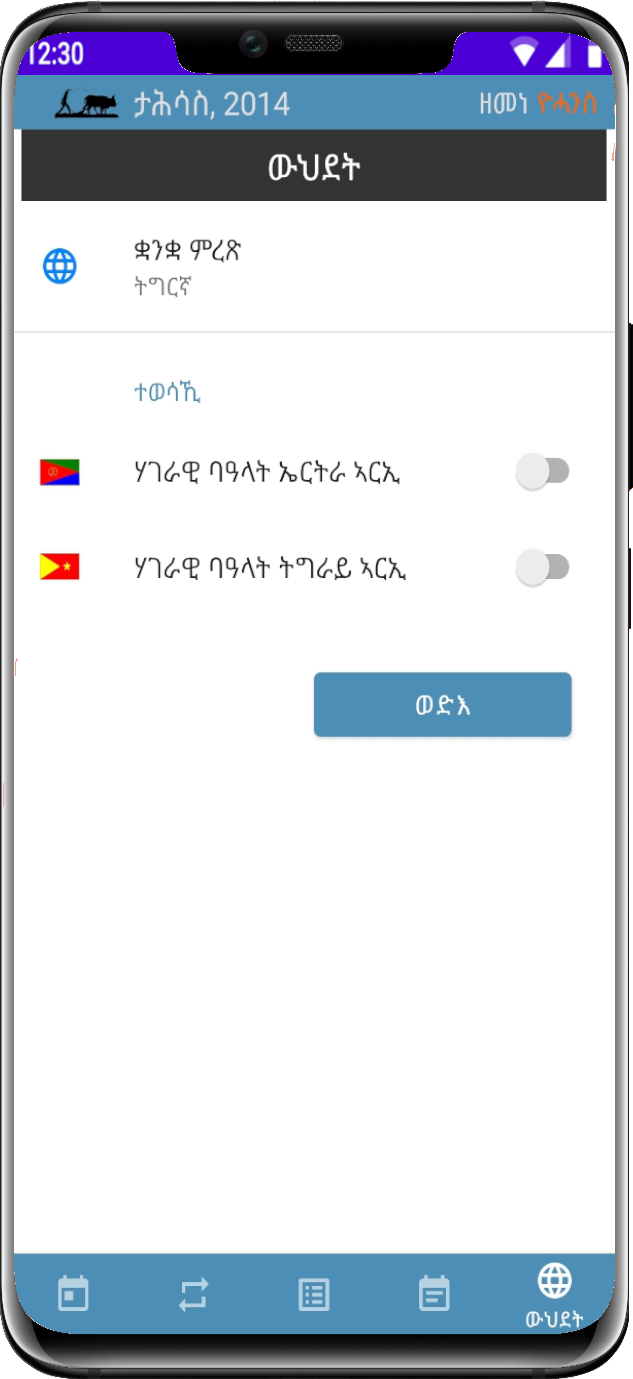 12:30
ታሕሳስ, 2014
ዘመነ ዮሓንስ
ውህደት
ቋንቋ ምረጽ
ትግርኛ
ተወሳኺ
ሃገራዊ ባዓላት ኤርትራ ኣርኢ
ሃገራዊ ባዓላት ትግራይ ኣርኢ
ወድእ
ውህደት